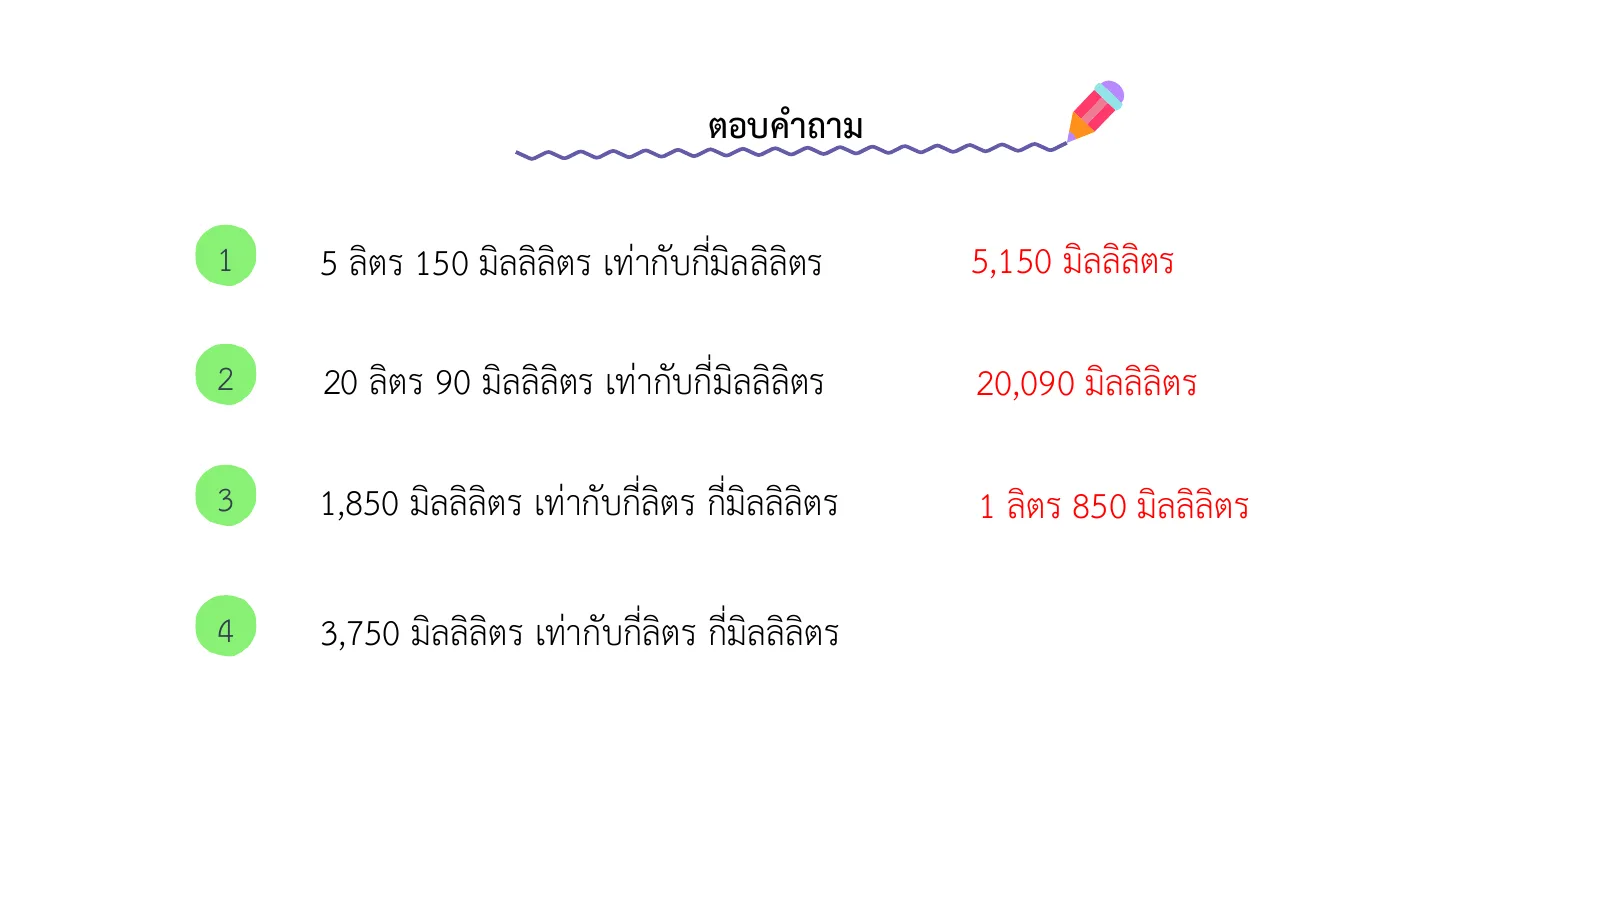 ตอบคำถาม
1 5 ลิตร 150 มิลลิลิตร เท่ากับกี่มิลลิลิตร 5,150 มิลลิลิตร
2 20 ลิตร 90 มิลลิลิตร เท่ากับกี่มิลลิลิตร 20,090 มิลลิลิตร
3 1,850 มิลลิลิตร เท่ากับกี่ลิตร กี่มิลลิลิตร 1 ลิตร 850 มิลลิลิตร
4 3,750 มิลลิลิตร เท่ากับกี่ลิตร กี่มิลลิลิตร